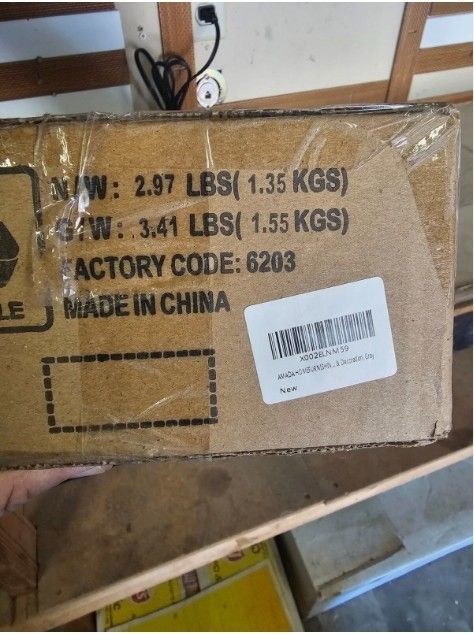 N/W: 2.97 LBS( 1.35 KGS)
G/W: 3.41 LBS( 1.55 KGS)
FACTORY CODE: 6203
MADE IN CHINA
LE
X002ELNM59
New